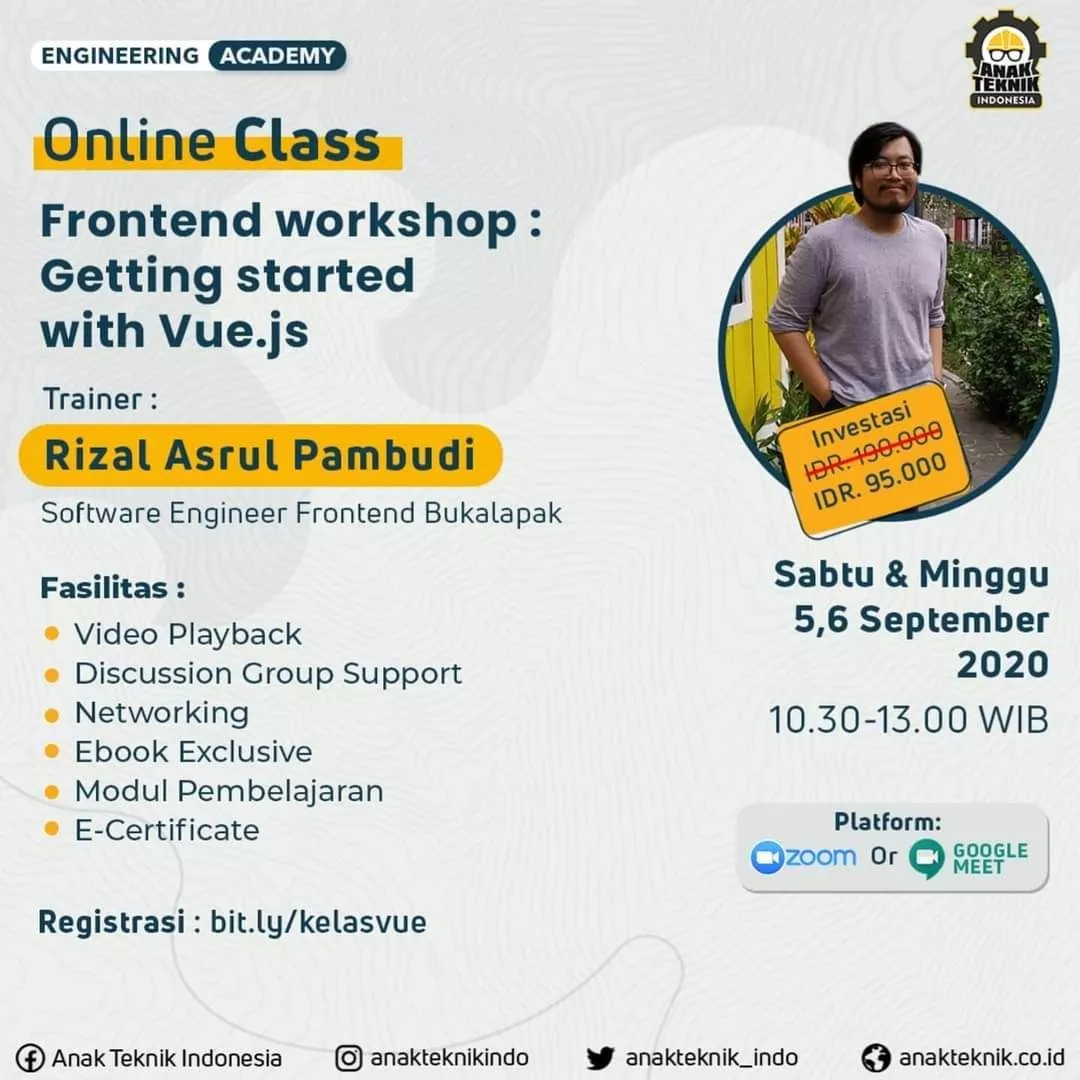 ENGINEERING ACADEMY
ANAK
TEKNIK
INDONESIA
Online Class
Frontend workshop :
Getting started
with Vue.js
Trainer :
Rizal Asrul Pambudi
Software Engineer Frontend Bukalapak
Investasi
IDR. 190.000
IDR. 95.000
Fasilitas :
Video Playback
Discussion Group Support
Networking
Ebook Exclusive
Modul Pembelajaran
E-Certificate
Sabtu & Minggu
5,6 September
2020
10.30-13.00 WIB
Platform:
zoom Or GOOGLE
MEET
Registrasi : bit.ly/kelasvue
Anak Teknik Indonesia anakteknikindo anakteknik_indo anakteknik.co.id